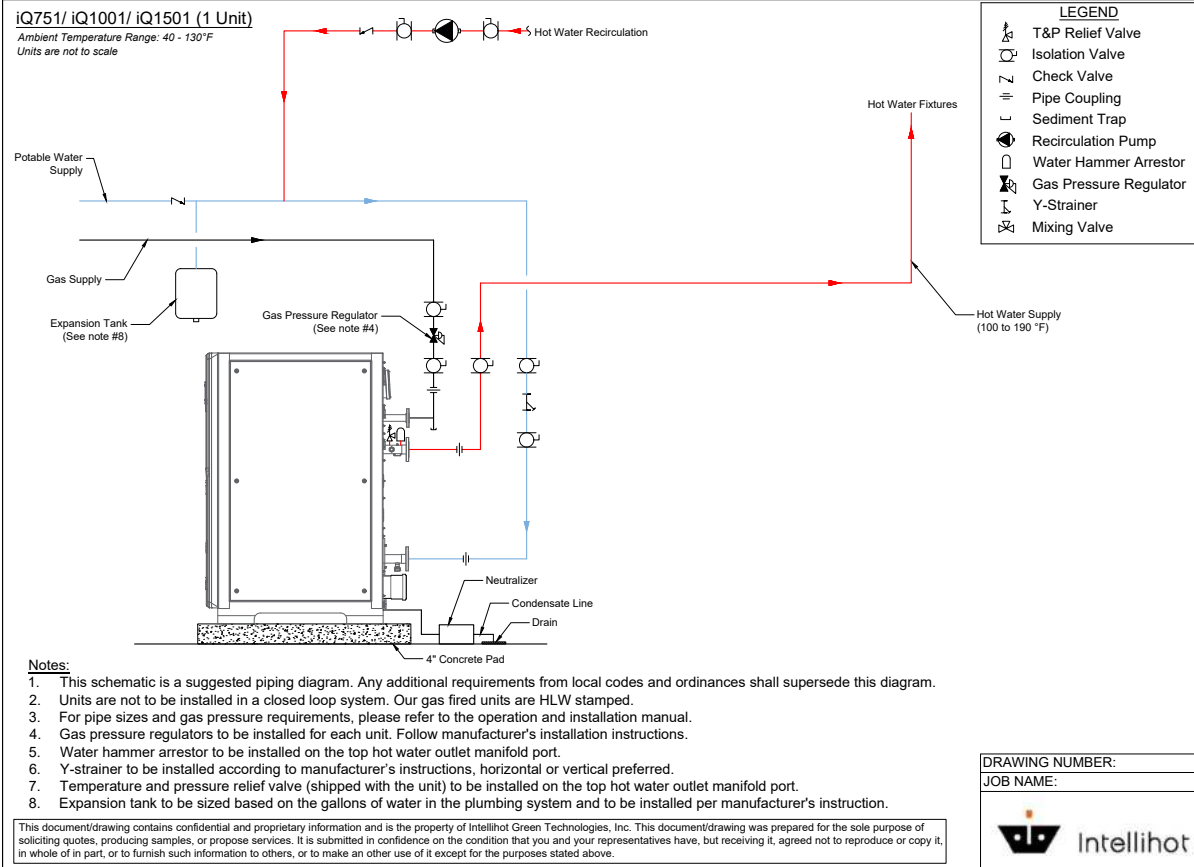 iQ751/ iQ1001/ iQ1501 (1 Unit)
Ambient Temperature Range: 40 - 130°F
Units are not to scale
Hot Water Recirculation
Hot Water Fixtures
Potable Water
Supply
Gas Supply
Expansion Tank
(See note #8)
Gas Pressure Regulator
(See note #4)
Hot Water Supply
(100 to 190 °F)
Neutralizer
Condensate Line
Drain
4" Concrete Pad
LEGEND
T&P Relief Valve
Isolation Valve
Check Valve
Pipe Coupling
Sediment Trap
Recirculation Pump
Water Hammer Arrestor
Gas Pressure Regulator
Y-Strainer
Mixing Valve
Notes:
1. This schematic is a suggested piping diagram. Any additional requirements from local codes and ordinances shall supersede this diagram.
2. Units are not to be installed in a closed loop system. Our gas fired units are HLW stamped.
3. For pipe sizes and gas pressure requirements, please refer to the operation and installation manual.
4. Gas pressure regulators to be installed for each unit. Follow manufacturer's installation instructions.
5. Water hammer arrestor to be installed on the top hot water outlet manifold port.
6. Y-strainer to be installed according to manufacturer's instructions, horizontal or vertical preferred.
7. Temperature and pressure relief valve (shipped with the unit) to be installed on the top hot water outlet manifold port.
8. Expansion tank to be sized based on the gallons of water in the plumbing system and to be installed per manufacturer's instruction.
This document/drawing contains confidential and proprietary information and is the property of Intellihot Green Technologies, Inc. This document/drawing was prepared for the sole purpose of
soliciting quotes, producing samples, or propose services. It is submitted in confidence on the condition that you and your representatives have, but receiving it, agreed not to reproduce or copy it,
in whole of in part, or to furnish such information to others, or to make an other use of it except for the purposes stated above.
DRAWING NUMBER:
JOB NAME:
Intellihot